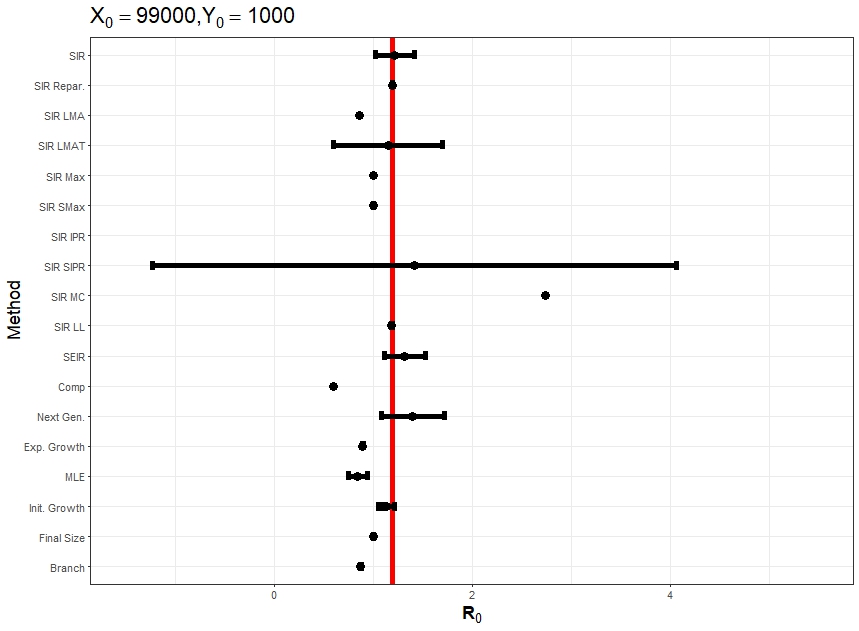 X₀ = 99000,Y₀ = 1000
SIR
SIR Repar.
SIR LMA
SIR LMAT
SIR Max
SIR SMax
SIR IPR
SIR SIPR
SIR MC
SIR LL
SEIR
Comp
Next Gen.
Exp. Growth
MLE
Init. Growth
Final Size
Branch
Method
0 2 4
R₀